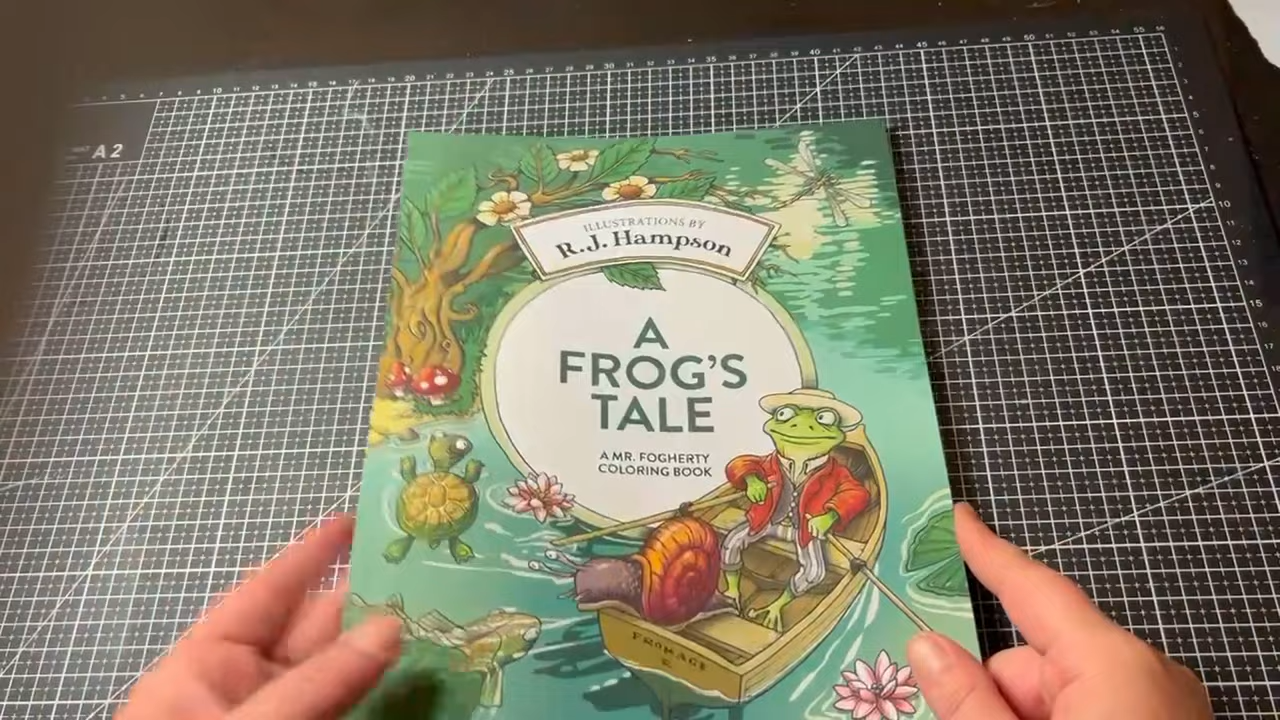 A2
ILLUSTRATIONS BY
R.J. Hampson
A
FROG'S
TALE
A MR. FOGHERTY
COLORING BOOK